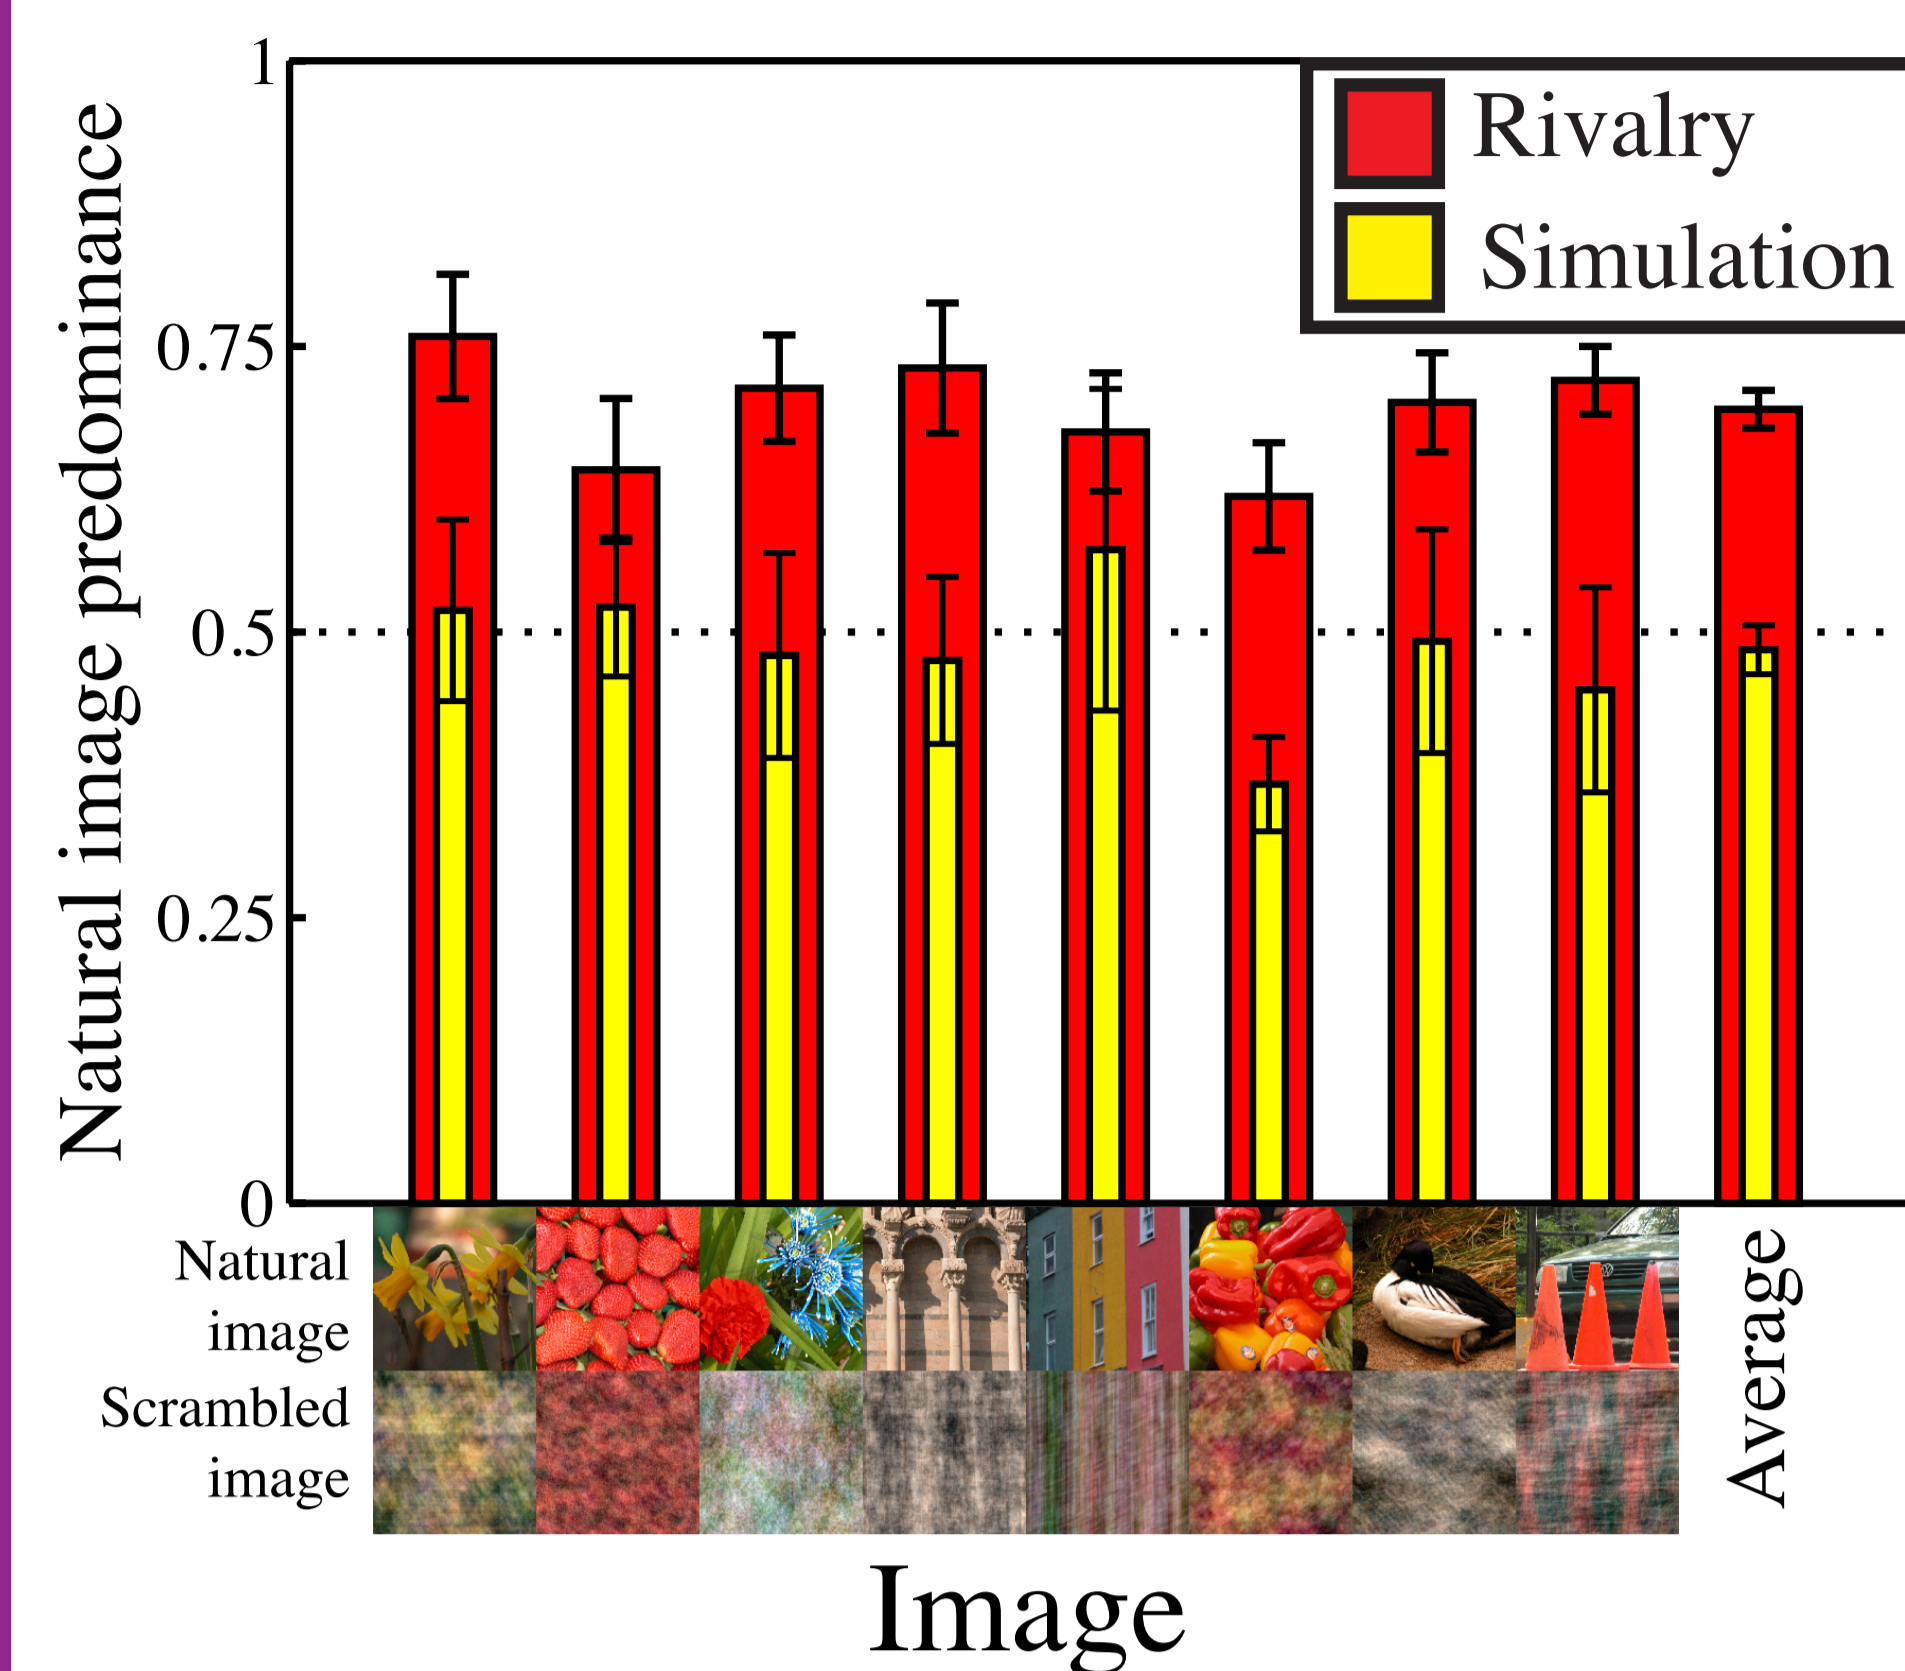 Natural image predominance
1
0.75
0.5
0.25
0
Rivalry
Simulation
Natural
image
Scrambled
image
Average
Image